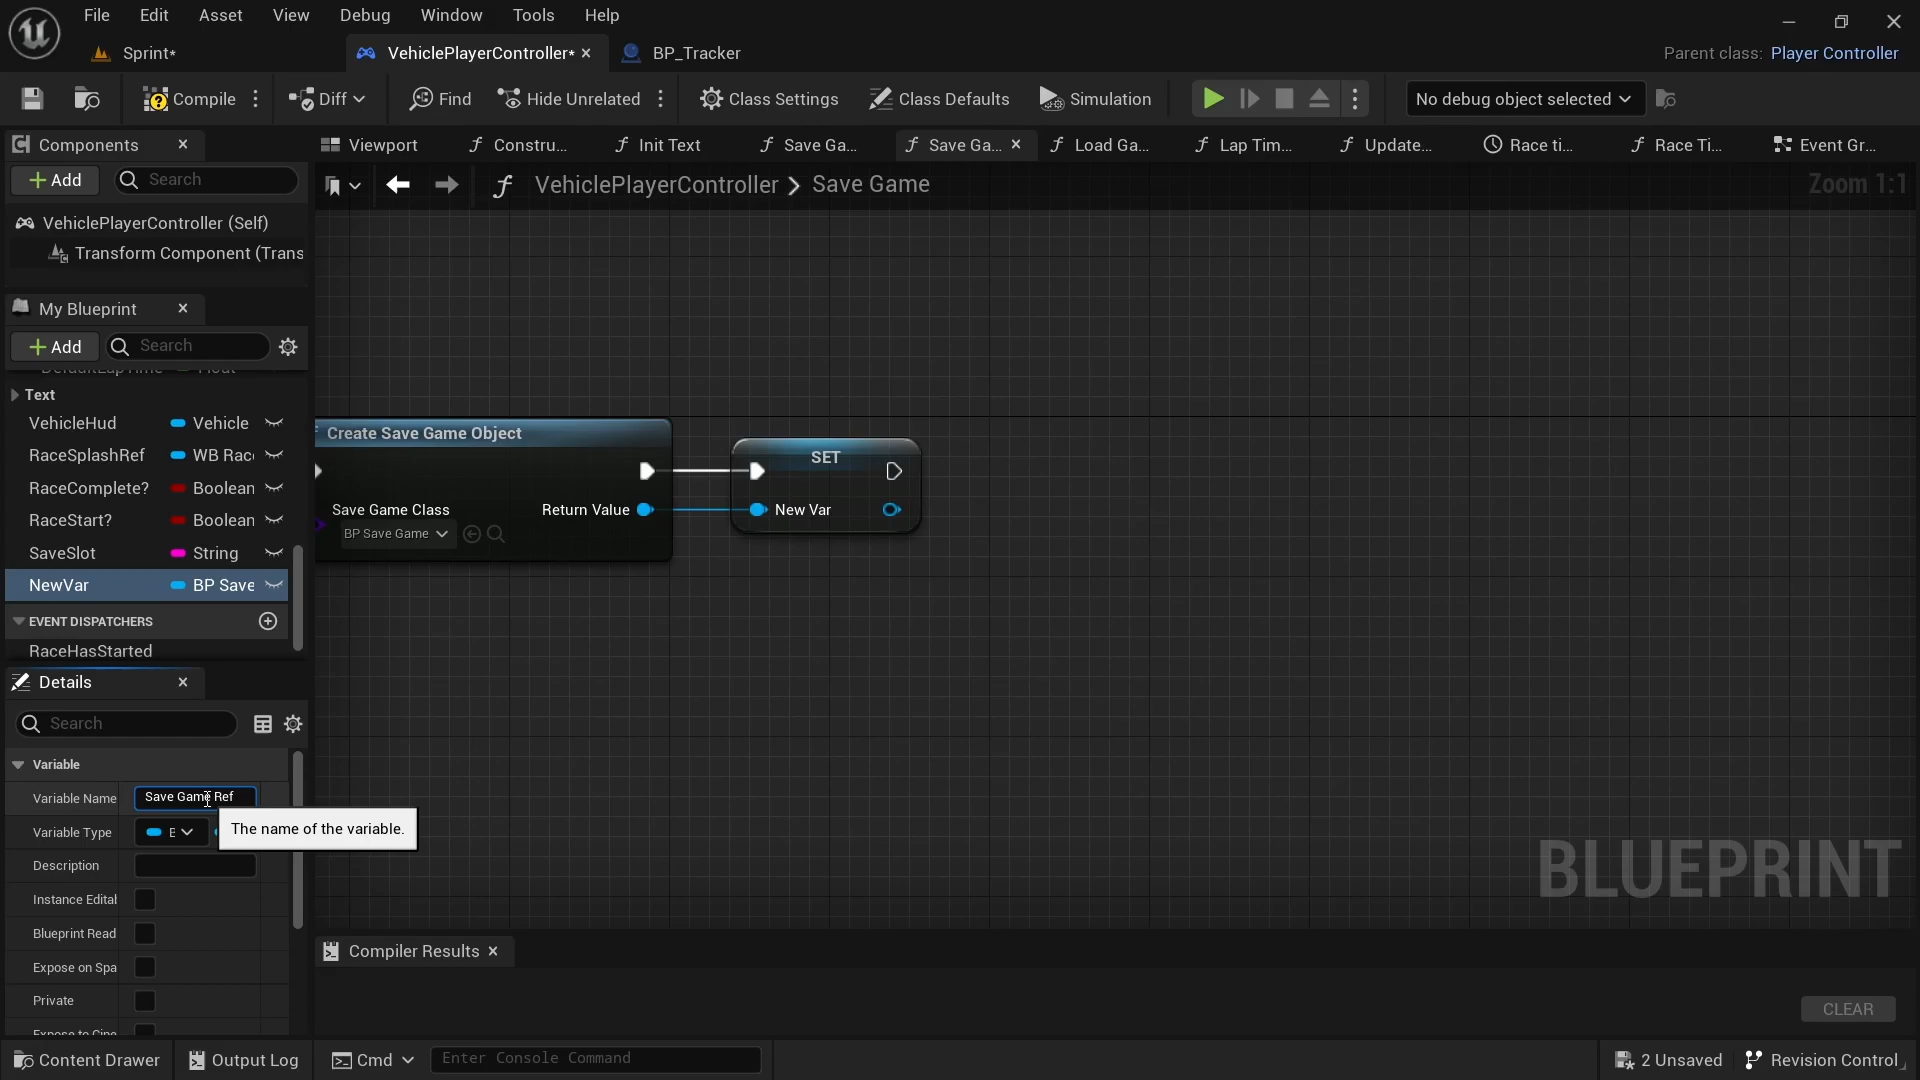 File Edit Asset View Debug Window Tools Help
Sprint* VehiclePlayerController* BP_Tracker Parent class: Player Controller
Compile Diff Find Hide Unrelated Class Settings Class Defaults Simulation No debug object selected
Components Viewport Constru... Init Text Save Ga... Save Ga... Load Ga... Lap Tim... Update... Race ti... Race Ti... Event Gr...
+ Add Search
VehiclePlayerController > Save Game Zoom 1:1
VehiclePlayerController (Self)
Transform Component (Trans
My Blueprint
+ Add Search
DefaultLapTime Float
Text
VehicleHud Vehicle
RaceSplashRef WB Rac
RaceComplete? Boolean
RaceStart? Boolean
SaveSlot String
NewVar BP Save
EVENT DISPATCHERS
RaceHasStarted
Create Save Game Object
Save Game Class Return Value
BP Save Game
SET
New Var
Details
Search
Variable
Variable Name Save Game Ref
The name of the variable.
Variable Type
Description
Instance Edital
Blueprint Read
Expose on Spa
Private
Expose to Cine
BLUEPRINT
Compiler Results
CLEAR
Content Drawer Output Log Cmd Enter Console Command 2 Unsaved Revision Control